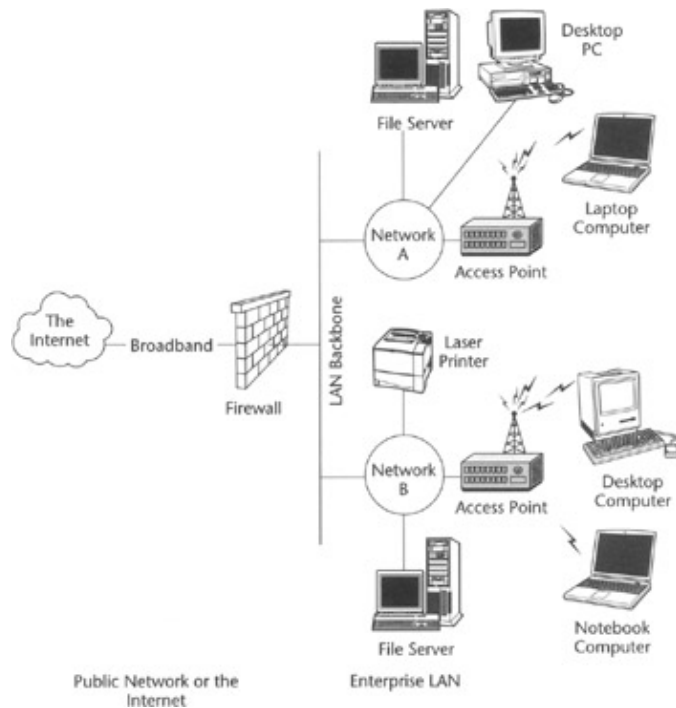 Desktop
PC
File Server
Laptop
Computer
Network
A
Access Point
The
Internet
Broadband
Firewall
LAN Backbone
Laser
Printer
Network
B
Access Point
Desktop
Computer
File Server
Notebook
Computer
Public Network or the
Internet
Enterprise LAN